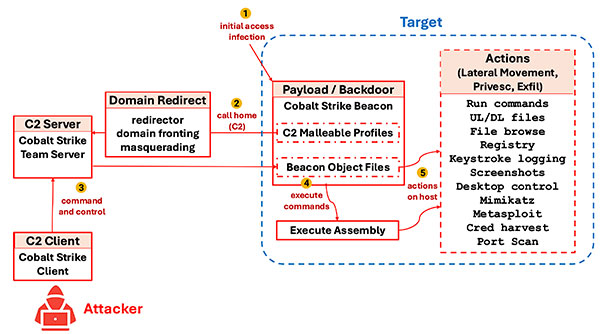 1
initial access
infection
Target
Domain Redirect
redirector
domain fronting
masquerading
2
call home
(C2)
Payload / Backdoor
Cobalt Strike Beacon
C2 Malleable Profiles
Beacon Object Files
Actions
(Lateral Movement,
Privesc, Exfil)
Run commands
UL/DL files
File browse
Registry
Keystroke logging
Screenshots
Desktop control
Mimikatz
Metasploit
Cred harvest
Port Scan
C2 Server
Cobalt Strike
Team Server
3
command
and control
4
execute
commands
5
actions
on host
Execute Assembly
C2 Client
Cobalt Strike
Client
Attacker